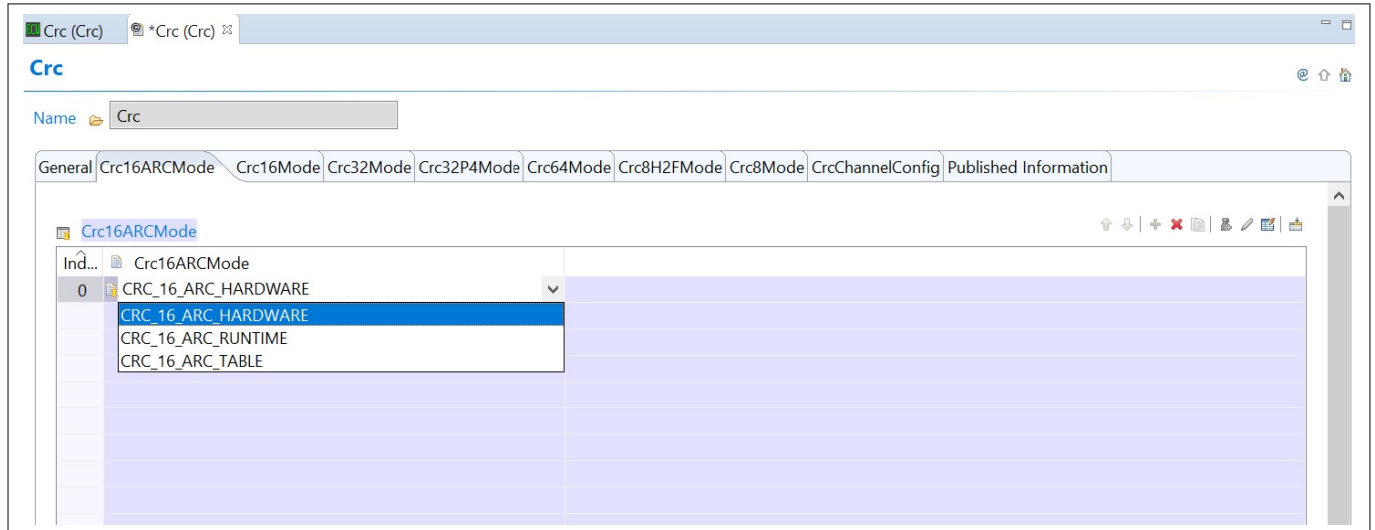 Crc (Crc) *Crc (Crc)
Crc
Name Crc
General Crc16ARCMode Crc16Mode Crc32Mode Crc32P4Mode Crc64Mode Crc8H2FMode Crc8Mode CrcChannelConfig Published Information
Crc16ARCMode
Ind... Crc16ARCMode
0 CRC_16_ARC_HARDWARE
CRC_16_ARC_HARDWARE
CRC_16_ARC_RUNTIME
CRC_16_ARC_TABLE